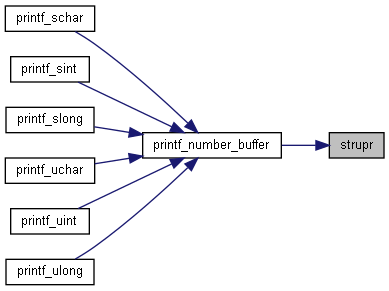 printf_schar
printf_sint
printf_slong
printf_number_buffer
strupr
printf_uchar
printf_uint
printf_ulong